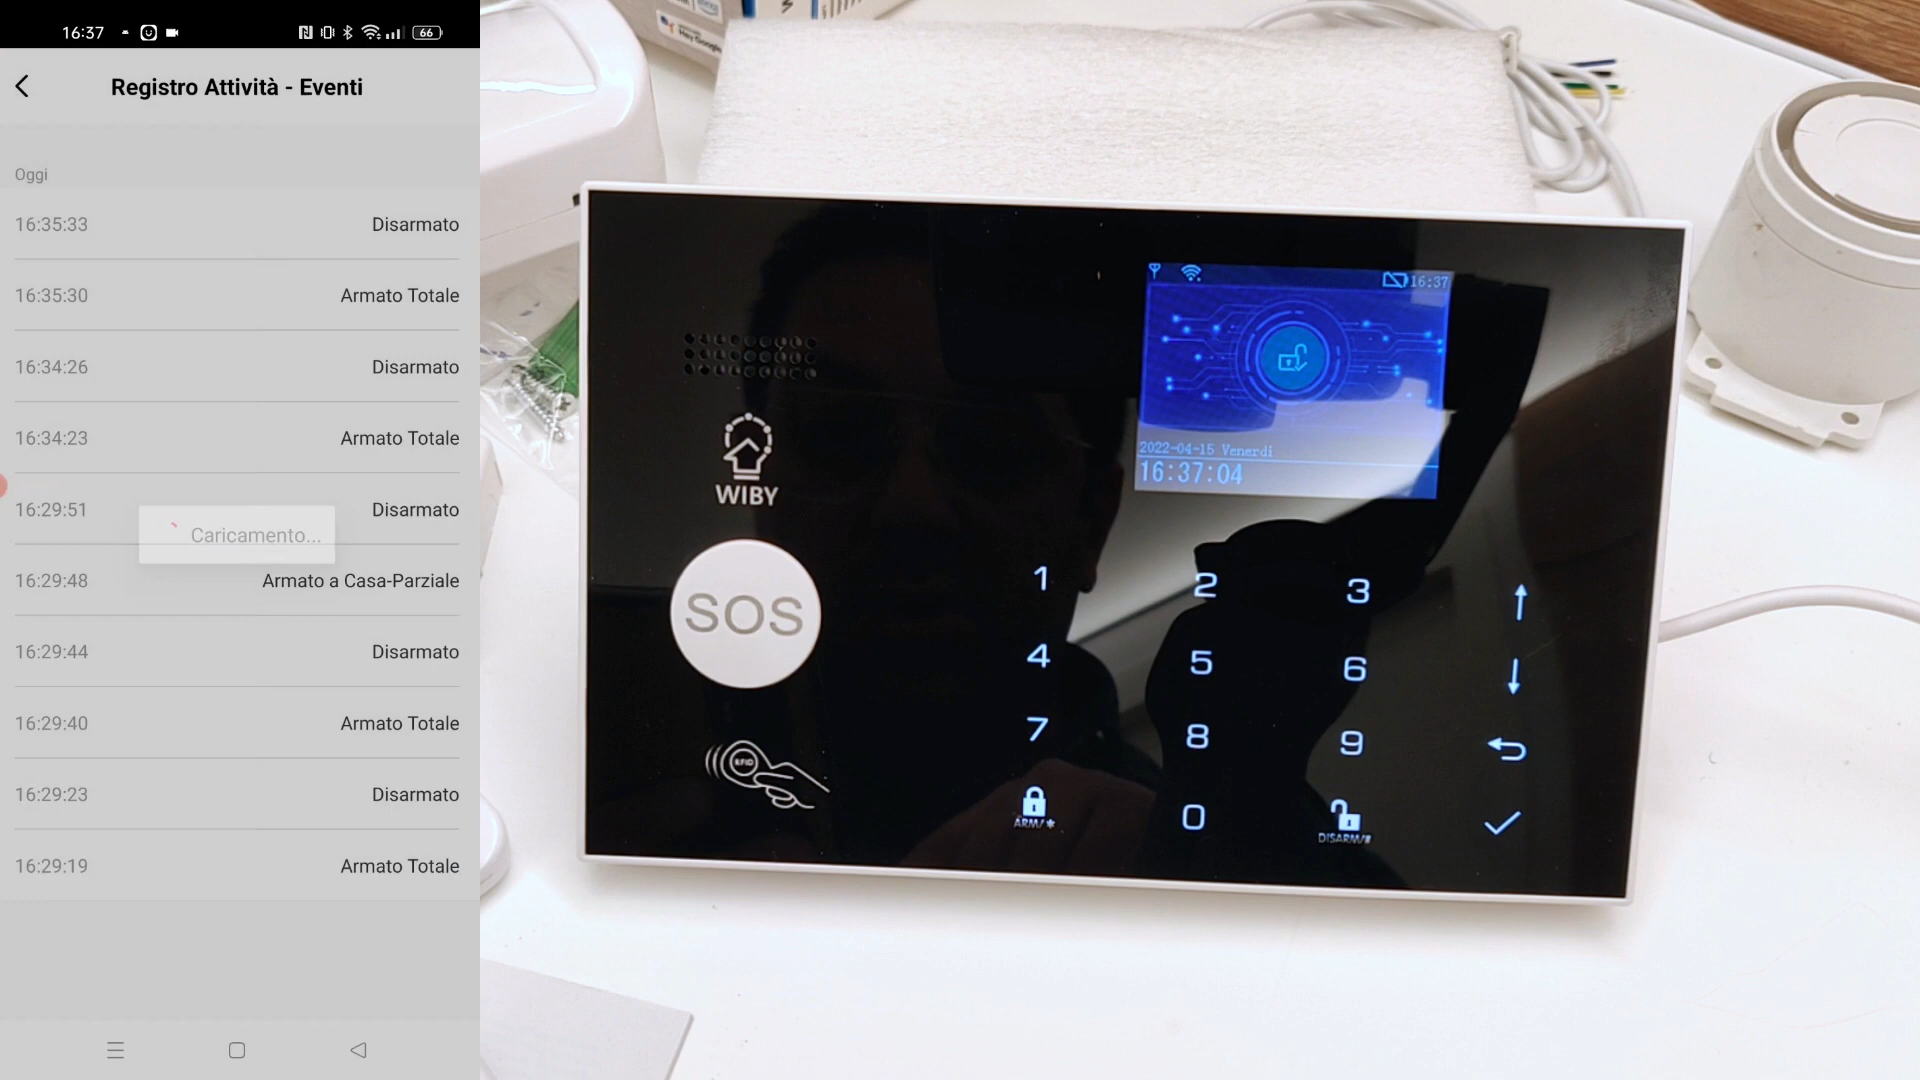 16:37
66
Registro Attività - Eventi
Oggi
16:35:33 Disarmato
16:35:30 Armato Totale
16:34:26 Disarmato
16:34:23 Armato Totale
16:29:51 Disarmato
Caricamento...
16:29:48 Armato a Casa-Parziale
16:29:44 Disarmato
16:29:40 Armato Totale
16:29:23 Disarmato
16:29:19 Armato Totale
Hey Google
16:37
2022-04-15 Venerdi
16:37:04
WIBY
SOS
RFID
1 2 3
4 5 6
7 8 9
ARM/* 0 DISARM/#